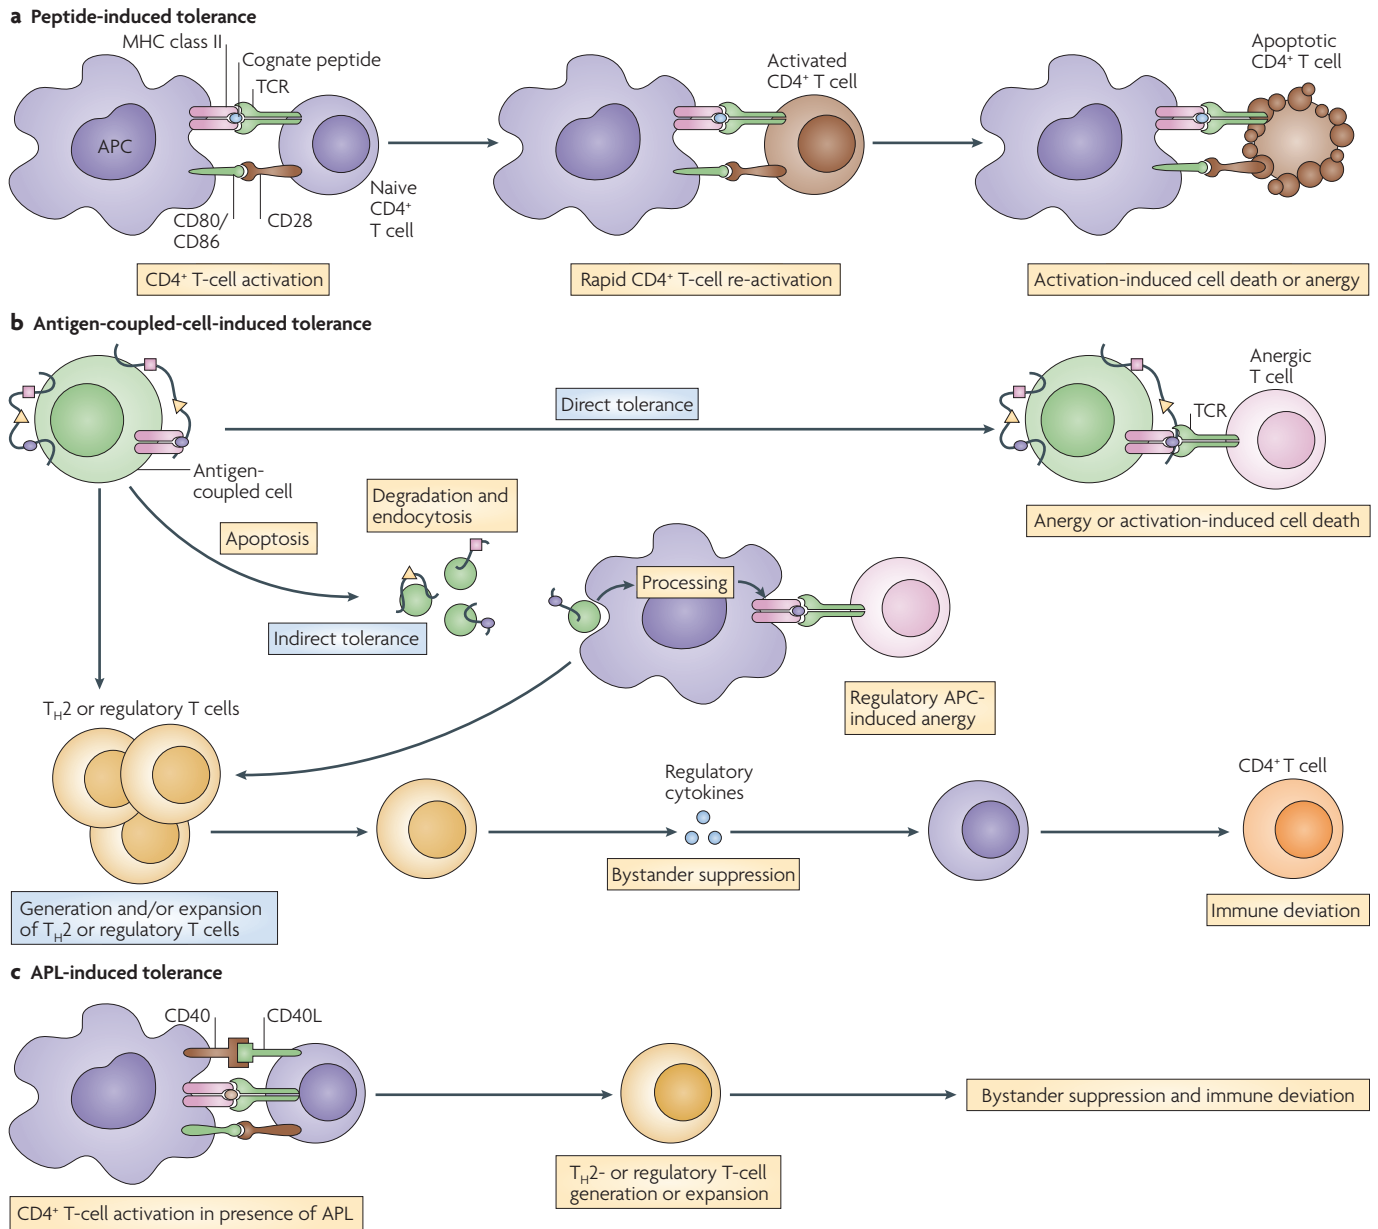 a Peptide-induced tolerance
MHC class II
Cognate peptide
TCR
APC
CD80/
CD86
CD28
Naive
CD4⁺
T cell
Activated
CD4⁺ T cell
Apoptotic
CD4⁺ T cell
CD4⁺ T-cell activation
Rapid CD4⁺ T-cell re-activation
Activation-induced cell death or anergy
b Antigen-coupled-cell-induced tolerance
Direct tolerance
Anergic
T cell
TCR
Antigen-
coupled cell
Anergy or activation-induced cell death
Degradation and
endocytosis
Apoptosis
Processing
Indirect tolerance
Regulatory APC-
induced anergy
T_H2 or regulatory T cells
Regulatory
cytokines
CD4⁺ T cell
Bystander suppression
Generation and/or expansion
of T_H2 or regulatory T cells
Immune deviation
c APL-induced tolerance
CD40
CD40L
Bystander suppression and immune deviation
T_H2- or regulatory T-cell
generation or expansion
CD4⁺ T-cell activation in presence of APL